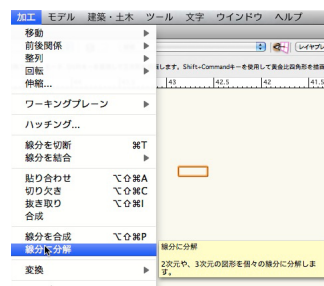 加工 モデル 建築・土木 ツール 文字 ウインドウ ヘルプ
移動
前後関係
整列
回転
伸縮...
ワーキングプレーン
ハッチング...
線分を切断 ⌘T
線分を結合
貼り合わせ ⌥⇧⌘A
切り欠き ⌥⇧⌘C
抜き取り ⌥⇧⌘I
合成
線分を合成 ⌥⇧⌘P
線分に分解
変換
レイヤプレ
します。Shift+Commandキーを使用して黄金比四角形を描画
43 42.5 42 41.5
線分に分解
2次元や、3次元の図形を個々の線分に分解しま
す。